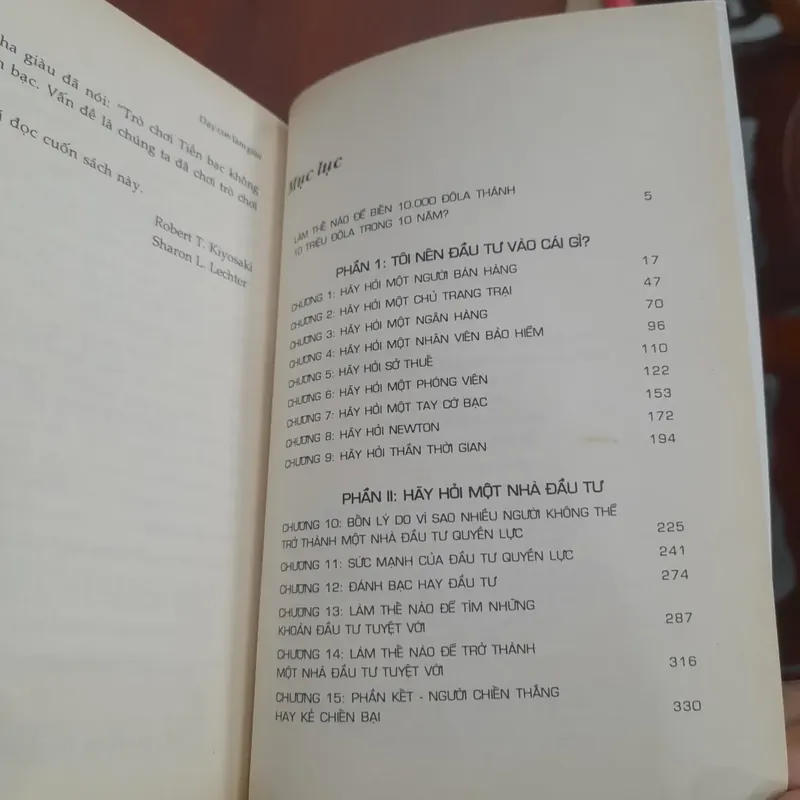 ha giàu đã nói: "Trò chơi Tiền bạc không
bạc. Vấn đề là chúng ta đã chơi trò chơi
đọc cuốn sách này.
Robert T. Kiyosaki
Sharon L. Lechter
Dạy con làm giàu
Mục lục
LÀM THẾ NÀO ĐỂ BIẾN 10.000 ĐÔLA THÀNH
10 TRIỆU ĐÔLA TRONG 10 NĂM? 5
PHẦN 1: TÔI NÊN ĐẦU TƯ VÀO CÁI GÌ?
CHƯƠNG 1: HÃY HỎI MỘT NGƯỜI BÁN HÀNG 17
CHƯƠNG 2: HÃY HỎI MỘT CHỦ TRANG TRẠI 47
CHƯƠNG 3: HÃY HỎI MỘT NGÂN HÀNG 70
CHƯƠNG 4: HÃY HỎI MỘT NHÂN VIÊN BẢO HIỂM 96
CHƯƠNG 5: HÃY HỎI SỞ THUẾ 110
CHƯƠNG 6: HÃY HỎI MỘT PHÓNG VIÊN 122
CHƯƠNG 7: HÃY HỎI MỘT TAY CỜ BẠC 153
CHƯƠNG 8: HÃY HỎI NEWTON 172
CHƯƠNG 9: HÃY HỎI THẦN THỜI GIAN 194
PHẦN II: HÃY HỎI MỘT NHÀ ĐẦU TƯ
CHƯƠNG 10: BỐN LÝ DO VÌ SAO NHIỀU NGƯỜI KHÔNG THỂ
TRỞ THÀNH MỘT NHÀ ĐẦU TƯ QUYỀN LỰC 225
CHƯƠNG 11: SỨC MẠNH CỦA ĐẦU TƯ QUYỀN LỰC 241
CHƯƠNG 12: ĐÁNH BẠC HAY ĐẦU TƯ 274
CHƯƠNG 13: LÀM THẾ NÀO ĐỂ TÌM NHỮNG
KHOẢN ĐẦU TƯ TUYỆT VỜI 287
CHƯƠNG 14: LÀM THẾ NÀO ĐỂ TRỞ THÀNH
MỘT NHÀ ĐẦU TƯ TUYỆT VỜI 316
CHƯƠNG 15: PHẦN KẾT - NGƯỜI CHIẾN THẮNG
HAY KẺ CHIẾN BẠI 330